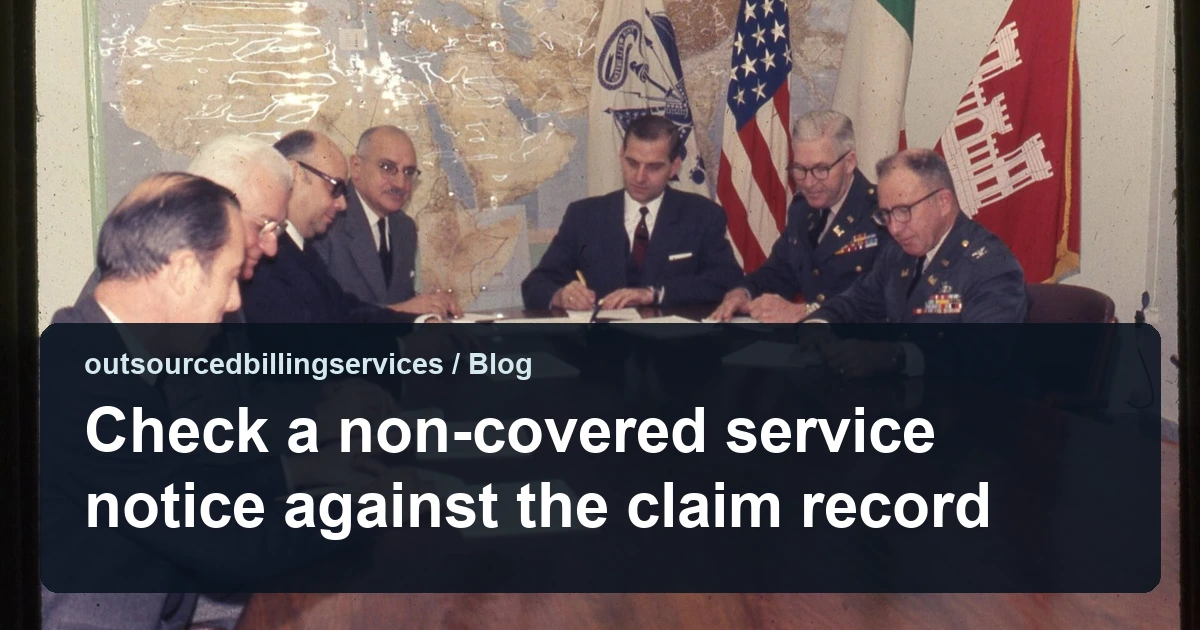 outsourcedbillingservices / Blog
Check a non-covered service
notice against the claim record